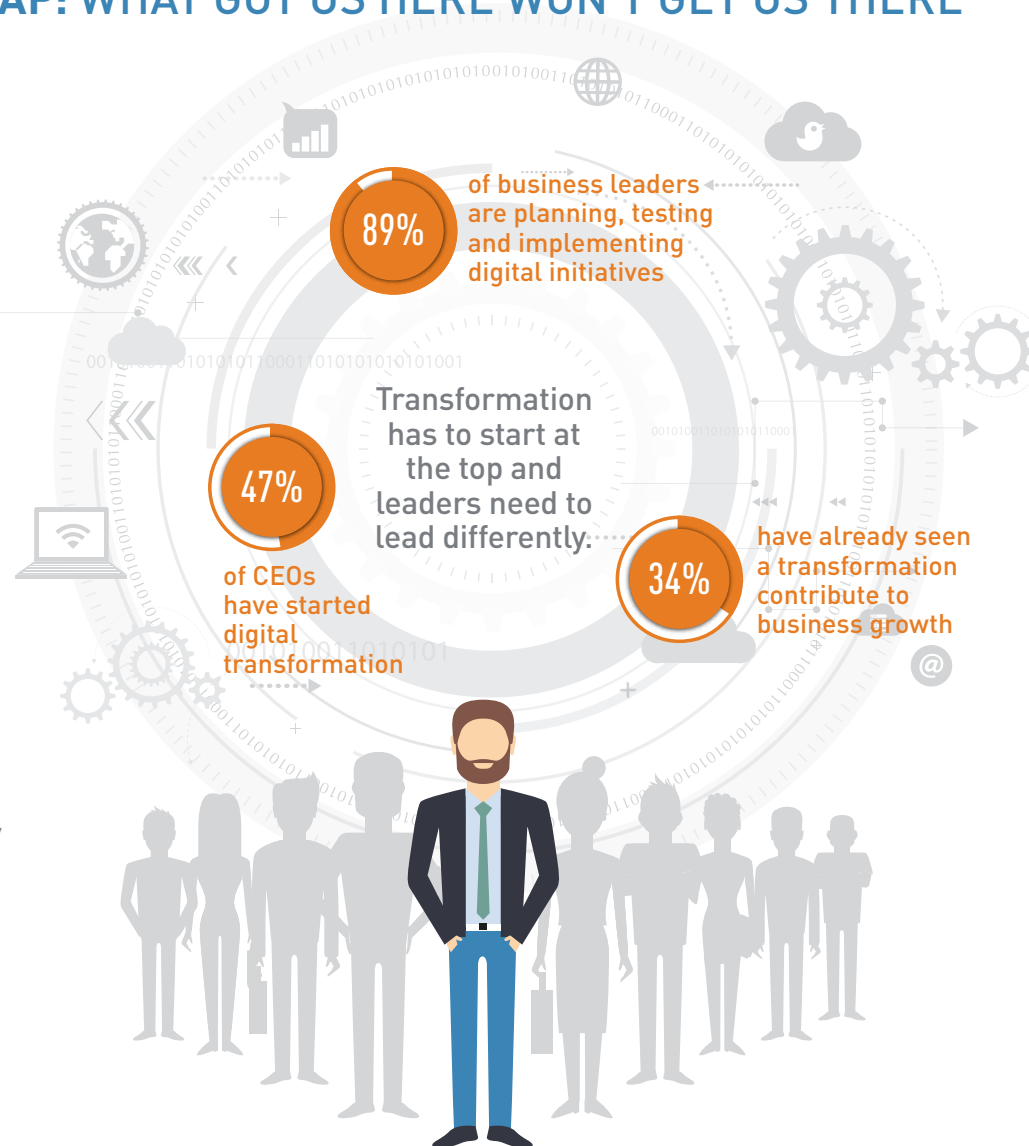 AP: WHAT GOT US HERE WON'T GET US THERE
89%
of business leaders
are planning, testing
and implementing
digital initiatives
Transformation
has to start at
the top and
leaders need to
lead differently.
47%
of CEOs
have started
digital
transformation
34%
have already seen
a transformation
contribute to
business growth
@